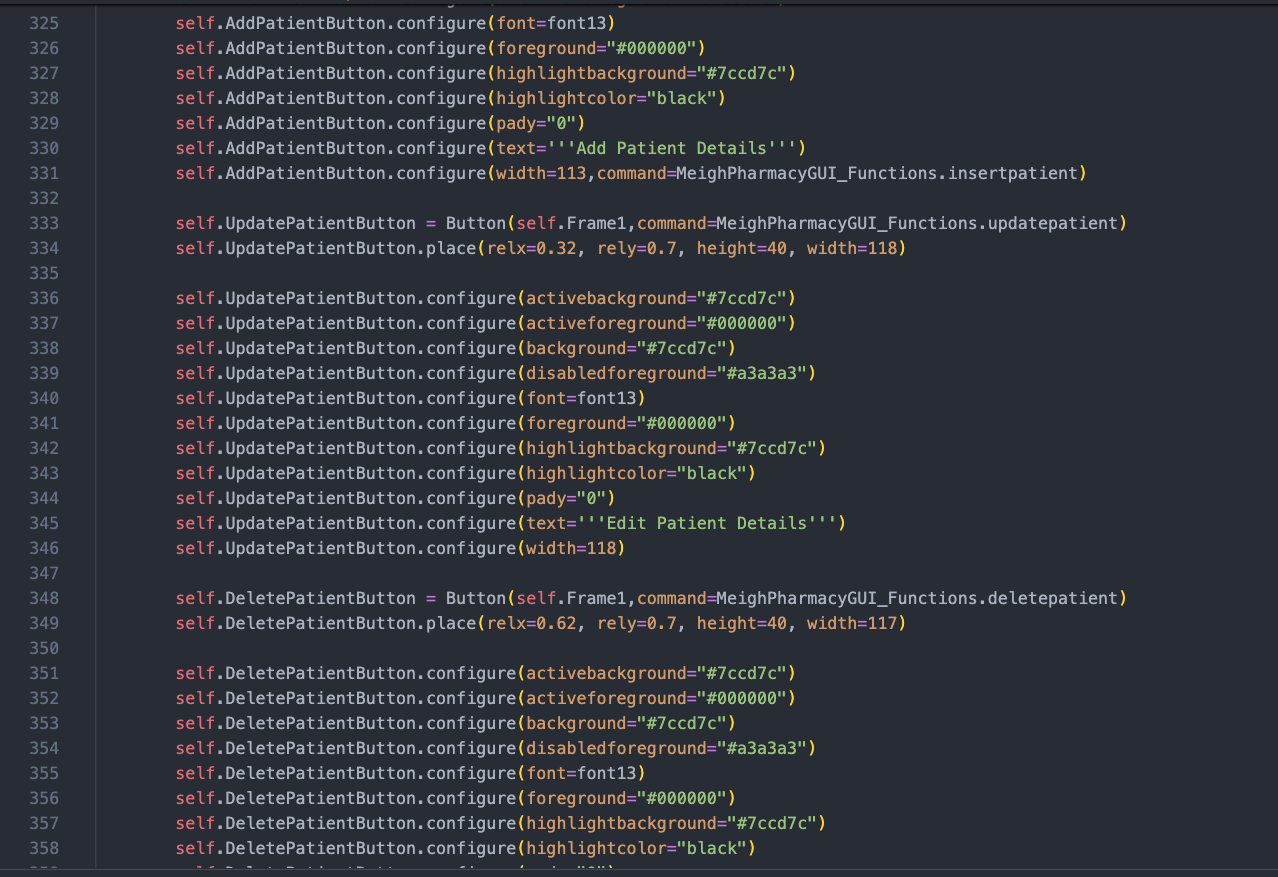 325 self.AddPatientButton.configure(font=font13)
326 self.AddPatientButton.configure(foreground="#000000")
327 self.AddPatientButton.configure(highlightbackground="#7ccd7c")
328 self.AddPatientButton.configure(highlightcolor="black")
329 self.AddPatientButton.configure(pady="0")
330 self.AddPatientButton.configure(text='''Add Patient Details''')
331 self.AddPatientButton.configure(width=113,command=MeighPharmacyGUI_Functions.insertpatient)
332
333 self.UpdatePatientButton = Button(self.Frame1,command=MeighPharmacyGUI_Functions.updatepatient)
334 self.UpdatePatientButton.place(relx=0.32, rely=0.7, height=40, width=118)
335
336 self.UpdatePatientButton.configure(activebackground="#7ccd7c")
337 self.UpdatePatientButton.configure(activeforeground="#000000")
338 self.UpdatePatientButton.configure(background="#7ccd7c")
339 self.UpdatePatientButton.configure(disabledforeground="#a3a3a3")
340 self.UpdatePatientButton.configure(font=font13)
341 self.UpdatePatientButton.configure(foreground="#000000")
342 self.UpdatePatientButton.configure(highlightbackground="#7ccd7c")
343 self.UpdatePatientButton.configure(highlightcolor="black")
344 self.UpdatePatientButton.configure(pady="0")
345 self.UpdatePatientButton.configure(text='''Edit Patient Details''')
346 self.UpdatePatientButton.configure(width=118)
347
348 self.DeletePatientButton = Button(self.Frame1,command=MeighPharmacyGUI_Functions.deletepatient)
349 self.DeletePatientButton.place(relx=0.62, rely=0.7, height=40, width=117)
350
351 self.DeletePatientButton.configure(activebackground="#7ccd7c")
352 self.DeletePatientButton.configure(activeforeground="#000000")
353 self.DeletePatientButton.configure(background="#7ccd7c")
354 self.DeletePatientButton.configure(disabledforeground="#a3a3a3")
355 self.DeletePatientButton.configure(font=font13)
356 self.DeletePatientButton.configure(foreground="#000000")
357 self.DeletePatientButton.configure(highlightbackground="#7ccd7c")
358 self.DeletePatientButton.configure(highlightcolor="black")